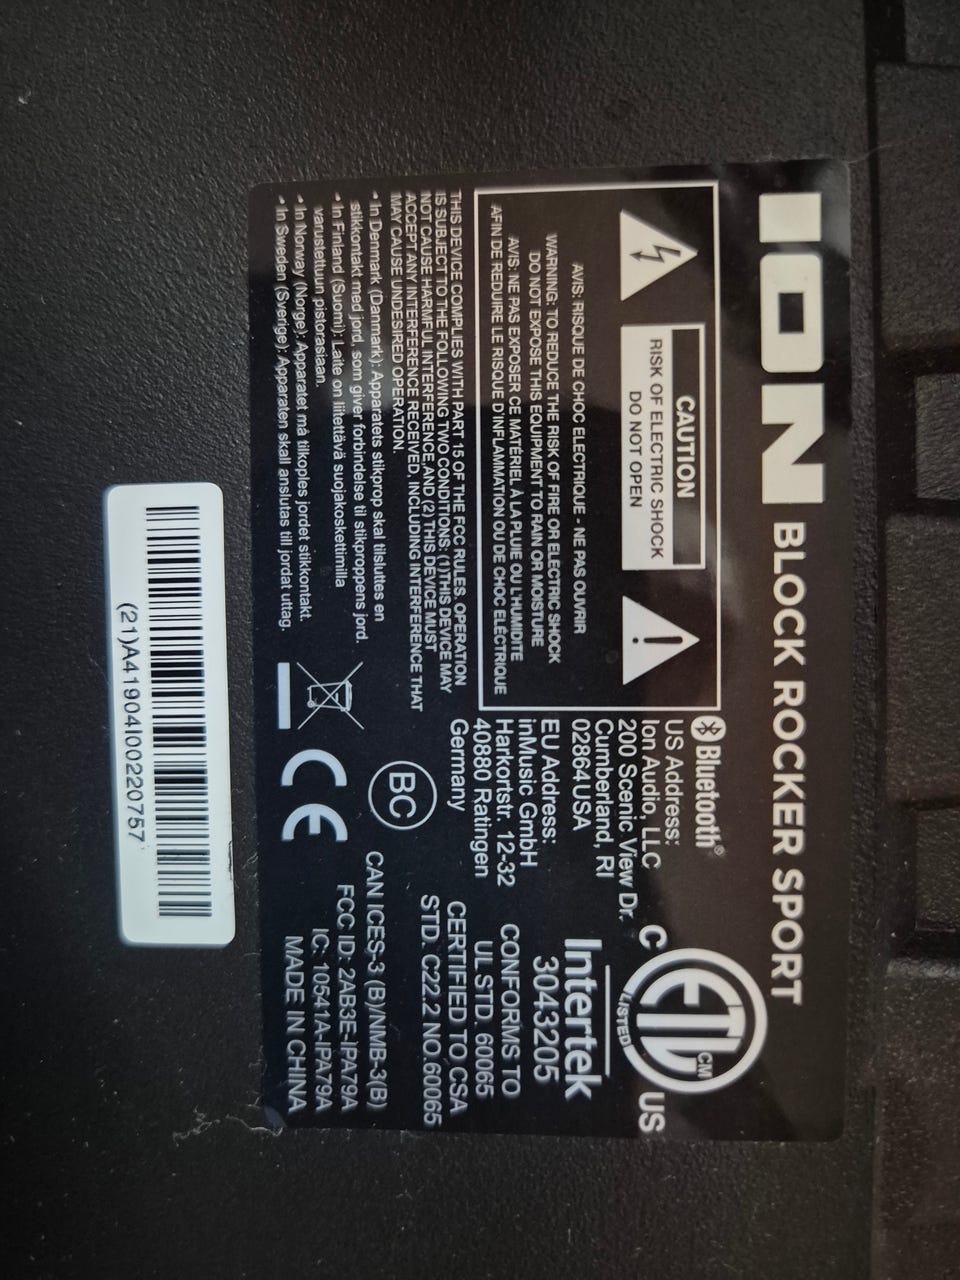 ION BLOCK ROCKER SPORT
CAUTION
RISK OF ELECTRIC SHOCK
DO NOT OPEN
AVIS: RISQUE DE CHOC ELECTRIQUE - NE PAS OUVRIR
WARNING: TO REDUCE THE RISK OF FIRE OR ELECTRIC SHOCK
DO NOT EXPOSE THIS EQUIPMENT TO RAIN OR MOISTURE
AVIS: NE PAS EXPOSER CE MATÉRIEL À LA PLUIE OU L'HUMIDITE
AFIN DE REDUIRE LE RISQUE D'INFLAMMATION OU DE CHOC ELÉCTRIQUE
THIS DEVICE COMPLIES WITH PART 15 OF THE FCC RULES. OPERATION
IS SUBJECT TO THE FOLLOWING TWO CONDITIONS: (1)THIS DEVICE MAY
NOT CAUSE HARMFUL INTERFERENCE,AND (2) THIS DEVICE MUST
ACCEPT ANY INTERFERENCE RECEIVED, INCLUDING INTERFERENCE THAT
MAY CAUSE UNDESIRED OPERATION.
• In Denmark (Danmark): Apparatets stikprop skal tilsluttes en
stikkontakt med jord, som giver forbindelse til stikproppens jord.
• In Finland (Suomi): Laite on liitettävä suojakoskettimilla
varustettuun pistorasiaan.
• In Norway (Norge): Apparatet må tilkoples jordet stikkontakt.
• In Sweden (Sverige): Apparaten skall anslutas till jordat uttag.
Bluetooth®
US Address:
Ion Audio, LLC
200 Scenic View Dr.
Cumberland, RI
02864 USA
EU Address:
inMusic GmbH
Harkortstr. 12-32
40880 Ratingen
Germany
C ETL CM US
LISTED
Intertek
3043205
CONFORMS TO
UL STD. 60065
CERTIFIED TO CSA
STD. C22.2 NO.60065
BC
CE
CAN ICES-3 (B)/NMB-3(B)
FCC ID: 2AB3E-IPA79A
IC: 10541A-IPA79A
MADE IN CHINA
(21)A41904I00220757